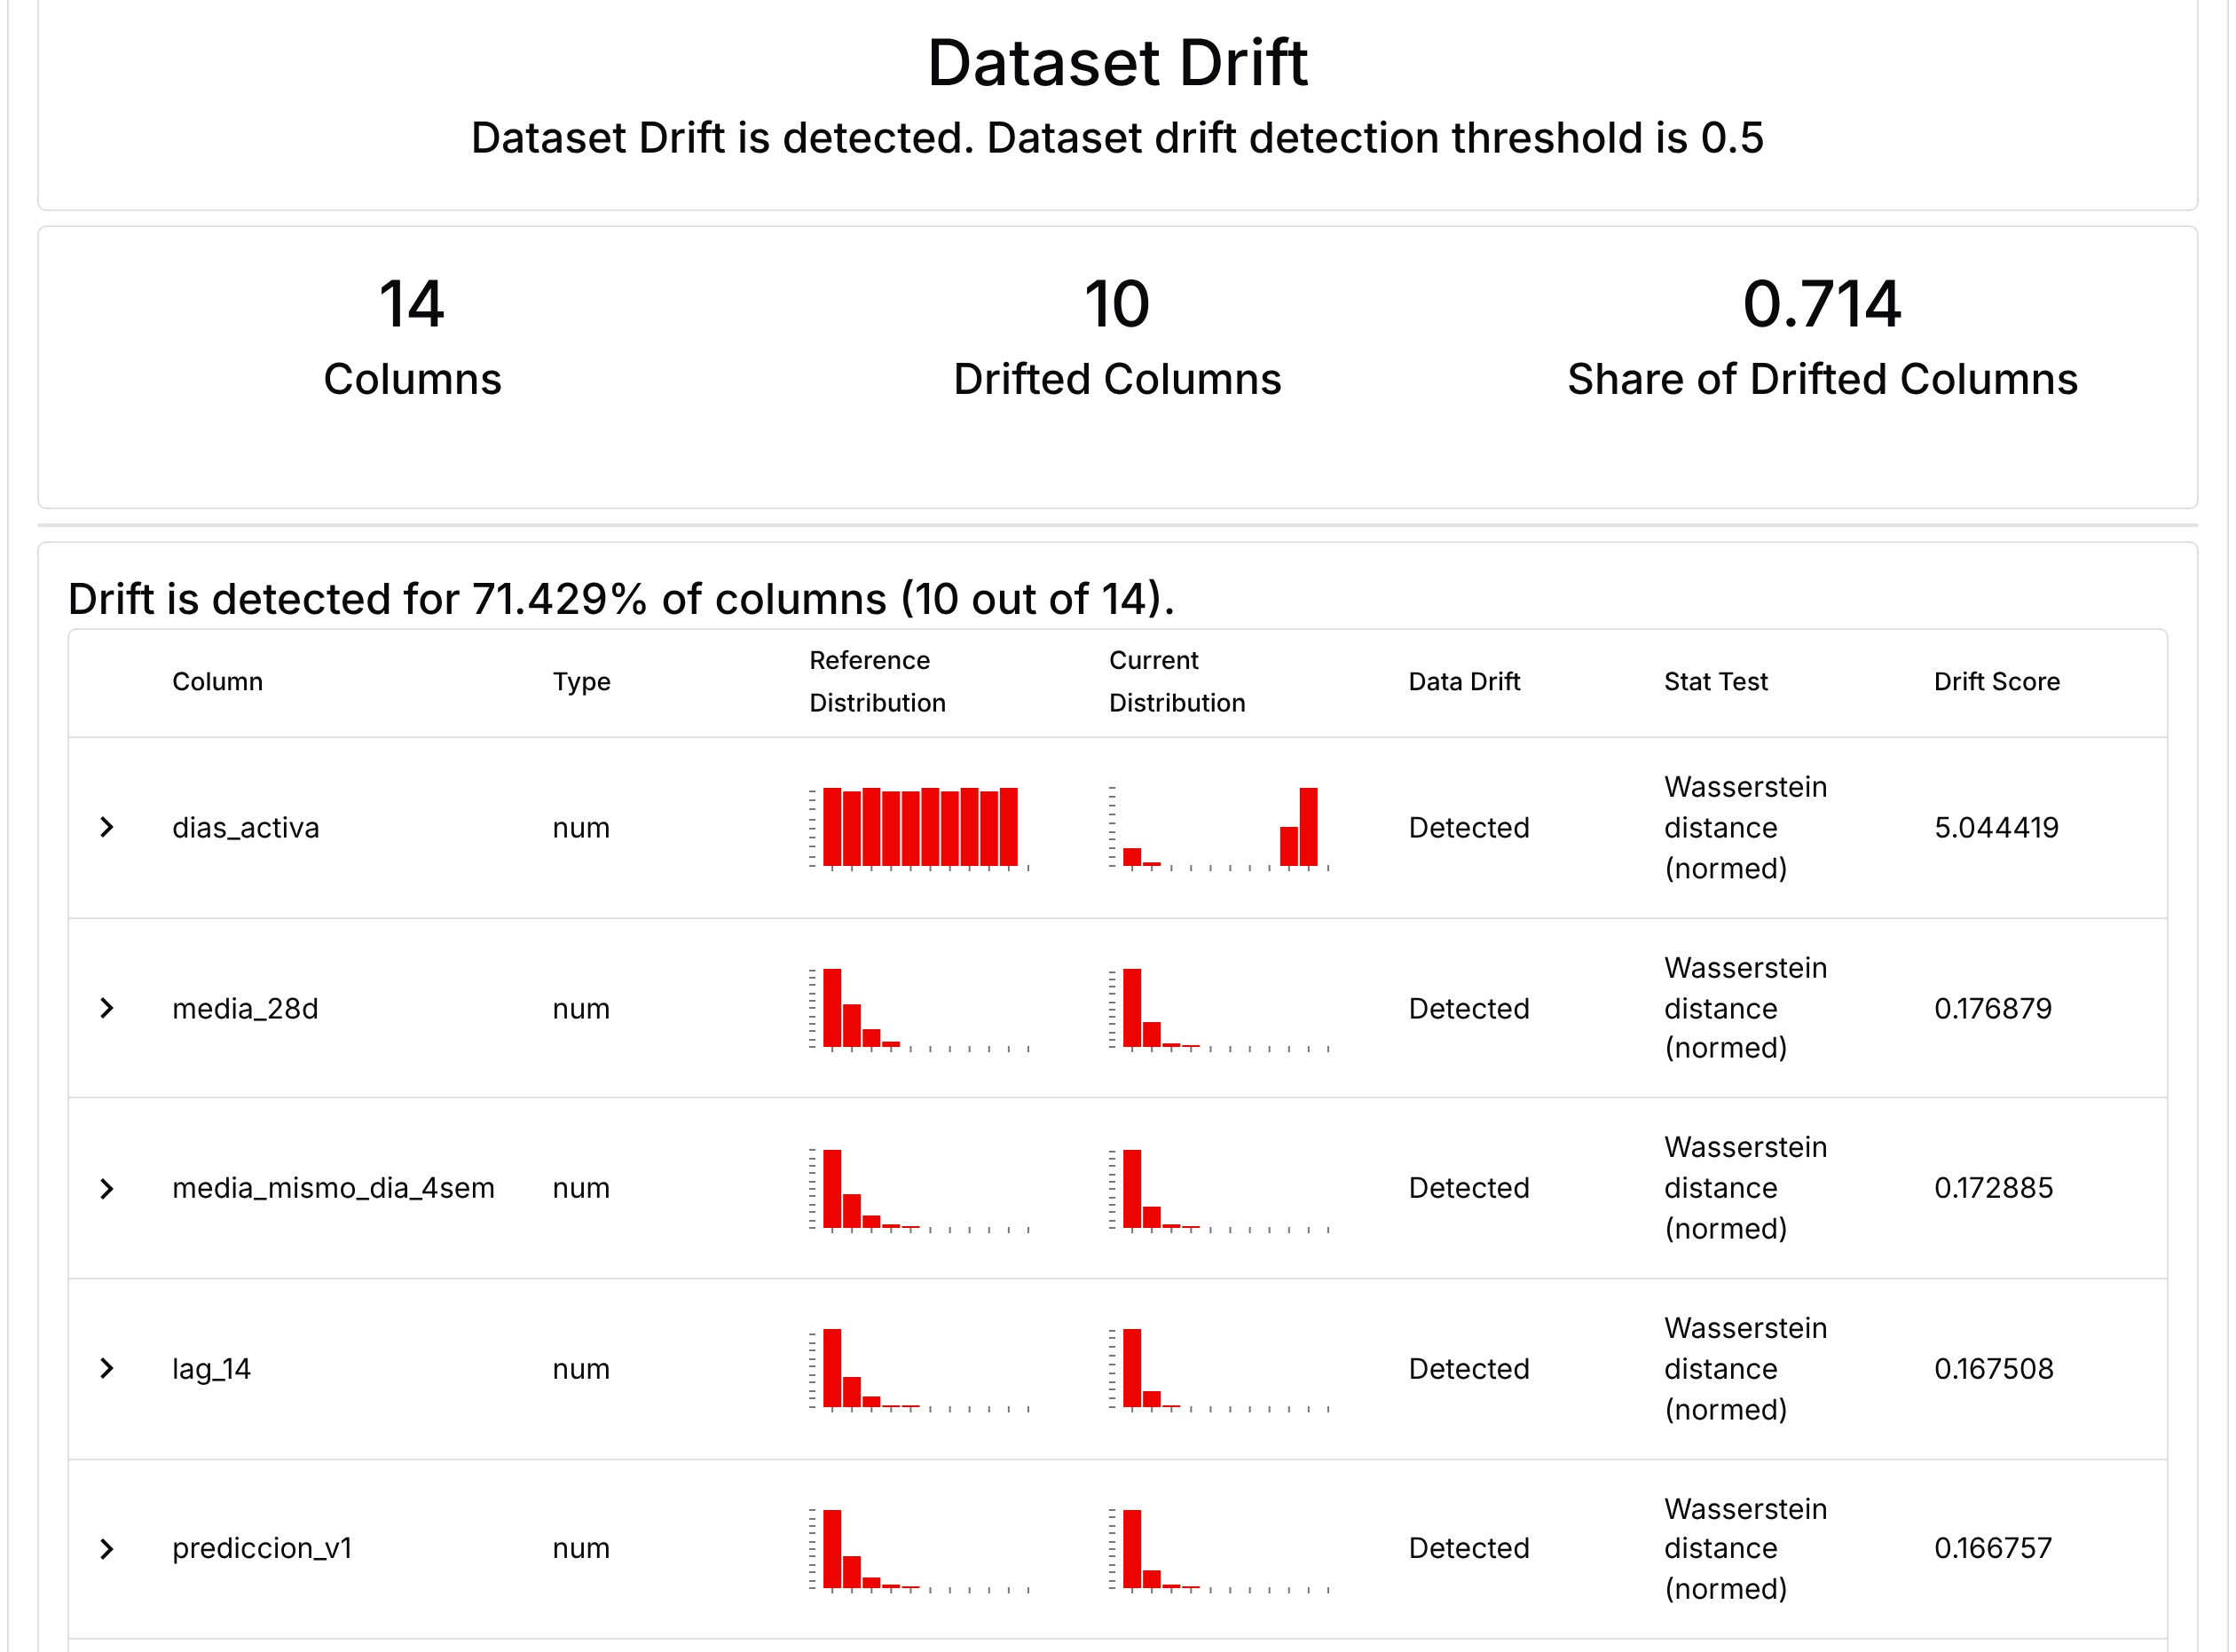 Dataset Drift
Dataset Drift is detected. Dataset drift detection threshold is 0.5
14
Columns
10
Drifted Columns
0.714
Share of Drifted Columns
Drift is detected for 71.429% of columns (10 out of 14).
Column
Type
Reference
Distribution
Current
Distribution
Data Drift
Stat Test
Drift Score
dias_activa
num
Detected
Wasserstein
distance
(normed)
5.044419
media_28d
num
Detected
Wasserstein
distance
(normed)
0.176879
media_mismo_dia_4sem
num
Detected
Wasserstein
distance
(normed)
0.172885
lag_14
num
Detected
Wasserstein
distance
(normed)
0.167508
prediccion_v1
num
Detected
Wasserstein
distance
(normed)
0.166757